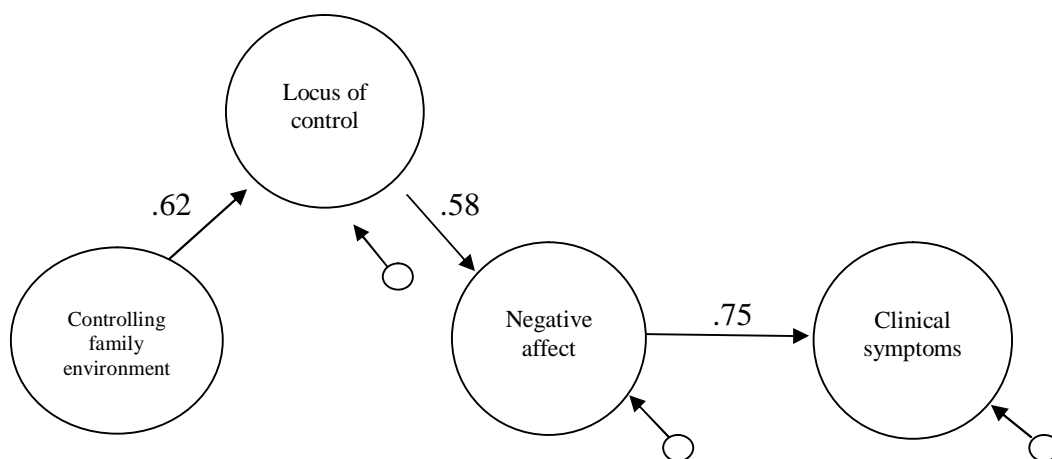 Locus of
control
.62
.58
Controlling
family
environment
Negative
affect
.75
Clinical
symptoms